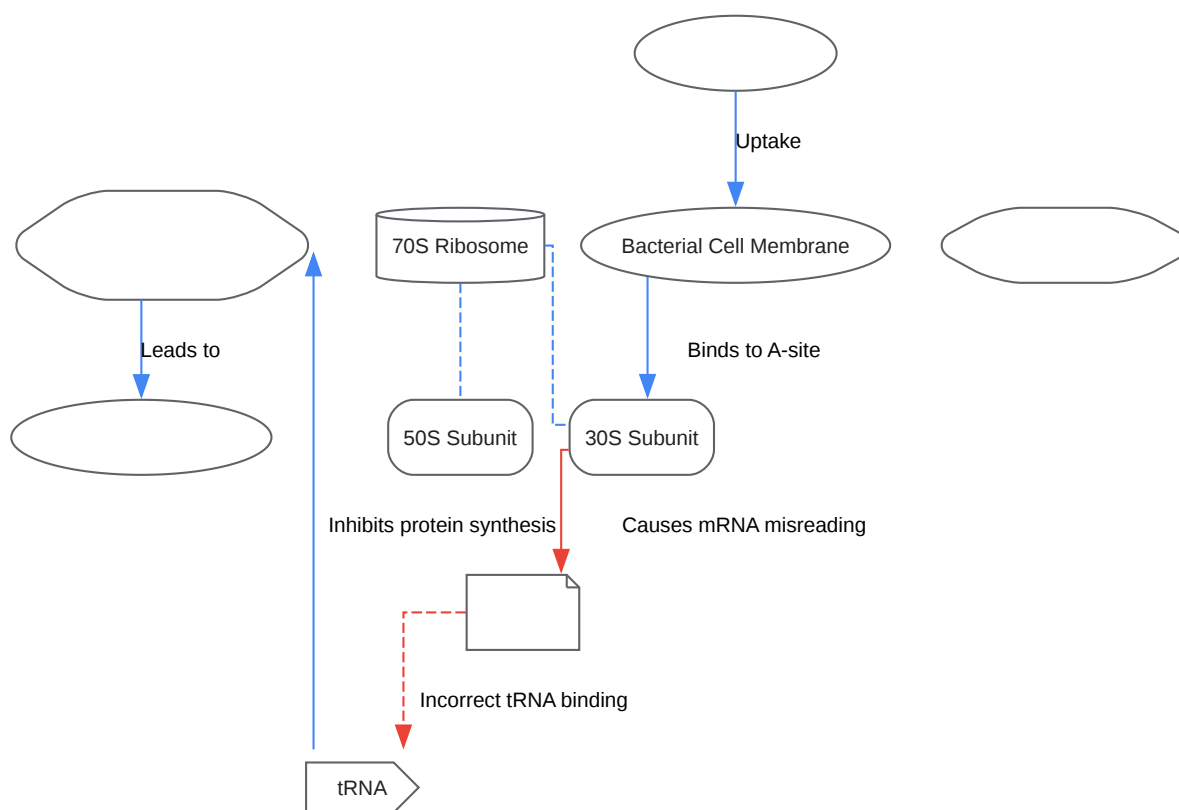 Uptake
70S Ribosome
Bacterial Cell Membrane
Leads to
Binds to A-site
50S Subunit
30S Subunit
Inhibits protein synthesis
Causes mRNA misreading
Incorrect tRNA binding
tRNA